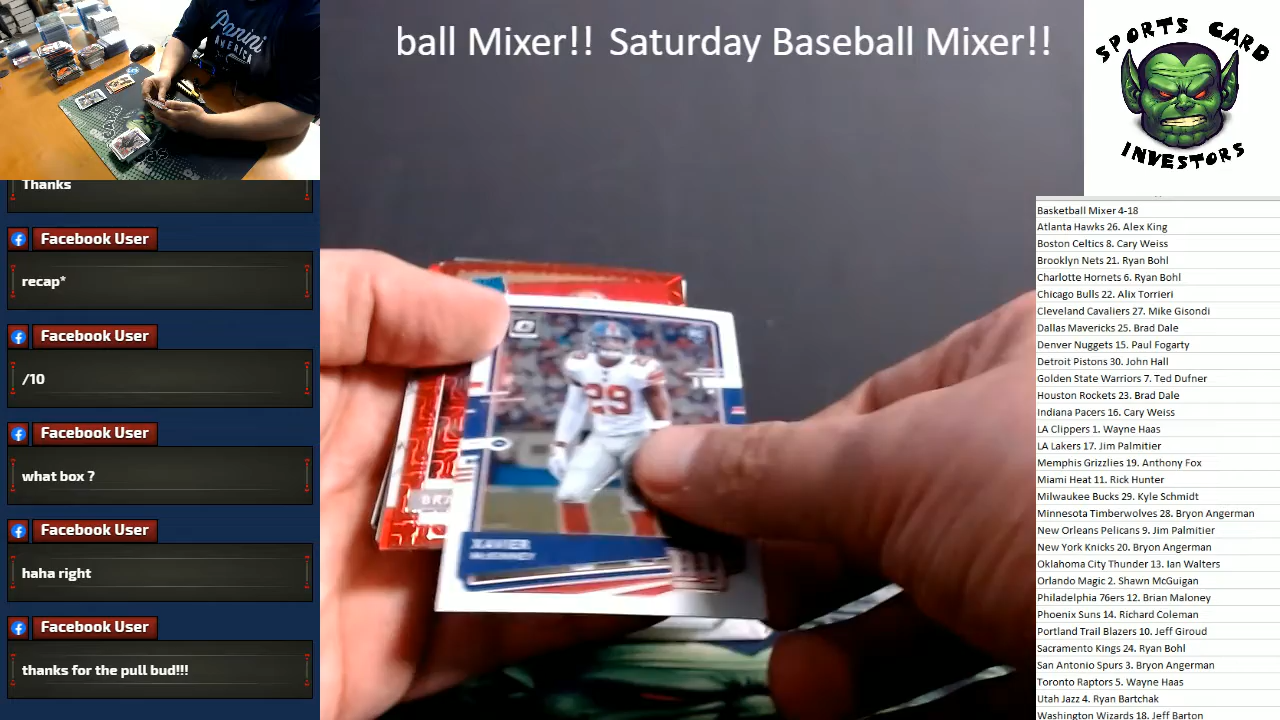 ball Mixer!! Saturday Baseball Mixer!!
SPORTS CARD
INVESTORS
Panini
AMERICA
Thanks
Facebook User
recap*
Facebook User
/10
Facebook User
what box ?
Facebook User
haha right
Facebook User
thanks for the pull bud!!!
29
XAVIER
MCKINNEY
Basketball Mixer 4-18
Atlanta Hawks 26. Alex King
Boston Celtics 8. Cary Weiss
Brooklyn Nets 21. Ryan Bohl
Charlotte Hornets 6. Ryan Bohl
Chicago Bulls 22. Alix Torrieri
Cleveland Cavaliers 27. Mike Gisondi
Dallas Mavericks 25. Brad Dale
Denver Nuggets 15. Paul Fogarty
Detroit Pistons 30. John Hall
Golden State Warriors 7. Ted Dufner
Houston Rockets 23. Brad Dale
Indiana Pacers 16. Cary Weiss
LA Clippers 1. Wayne Haas
LA Lakers 17. Jim Palmitier
Memphis Grizzlies 19. Anthony Fox
Miami Heat 11. Rick Hunter
Milwaukee Bucks 29. Kyle Schmidt
Minnesota Timberwolves 28. Bryon Angerman
New Orleans Pelicans 9. Jim Palmitier
New York Knicks 20. Bryon Angerman
Oklahoma City Thunder 13. Ian Walters
Orlando Magic 2. Shawn McGuigan
Philadelphia 76ers 12. Brian Maloney
Phoenix Suns 14. Richard Coleman
Portland Trail Blazers 10. Jeff Giroud
Sacramento Kings 24. Ryan Bohl
San Antonio Spurs 3. Bryon Angerman
Toronto Raptors 5. Wayne Haas
Utah Jazz 4. Ryan Bartchak
Washington Wizards 18. Jeff Barton